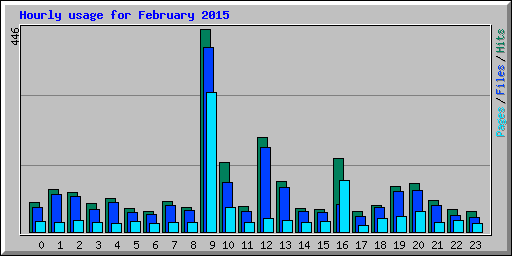 Hourly usage for February 2015
446
Pages/Files/Hits
0 1 2 3 4 5 6 7 8 9 10 11 12 13 14 15 16 17 18 19 20 21 22 23